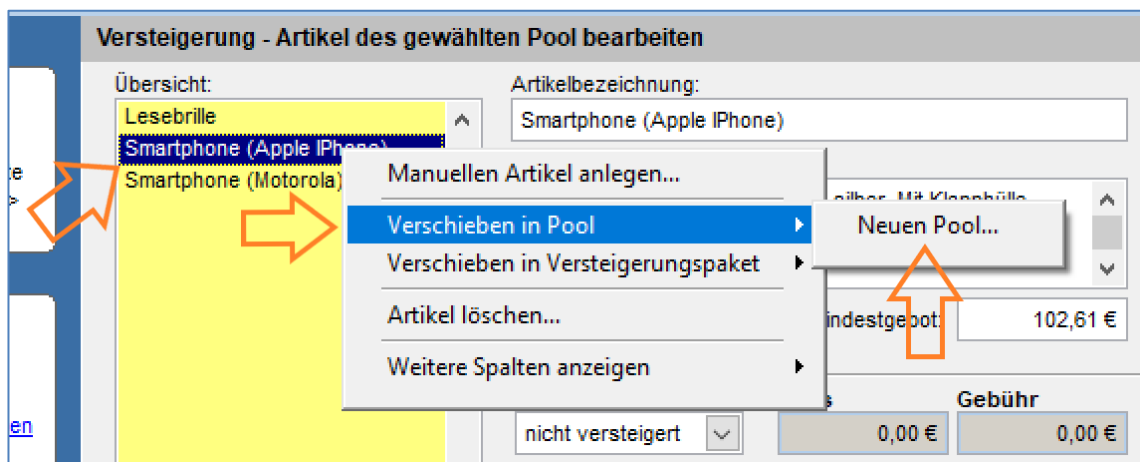 Versteigerung - Artikel des gewählten Pool bearbeiten
Übersicht:
Artikelbezeichnung:
Lesebrille
Smartphone (Apple IPhone)
Smartphone (Apple IPhone)
Smartphone (Motorola)
Manuellen Artikel anlegen...
Verschieben in Pool
Neuen Pool...
Verschieben in Versteigerungspaket
Artikel löschen...
indestgebot:
102,61 €
Weitere Spalten anzeigen
Gebühr
en
nicht versteigert
0,00 €
0,00 €